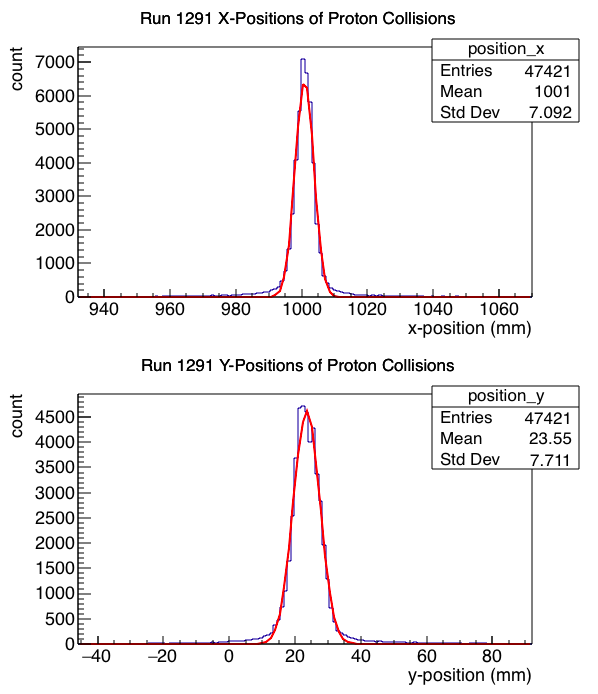 Run 1291 X-Positions of Proton Collisions
position_x
Entries 47421
Mean 1001
Std Dev 7.092
count
7000
6000
5000
4000
3000
2000
1000
0
940 960 980 1000 1020 1040 1060
x-position (mm)
Run 1291 Y-Positions of Proton Collisions
position_y
Entries 47421
Mean 23.55
Std Dev 7.711
count
4500
4000
3500
3000
2500
2000
1500
1000
500
0
−40 −20 0 20 40 60 80
y-position (mm)